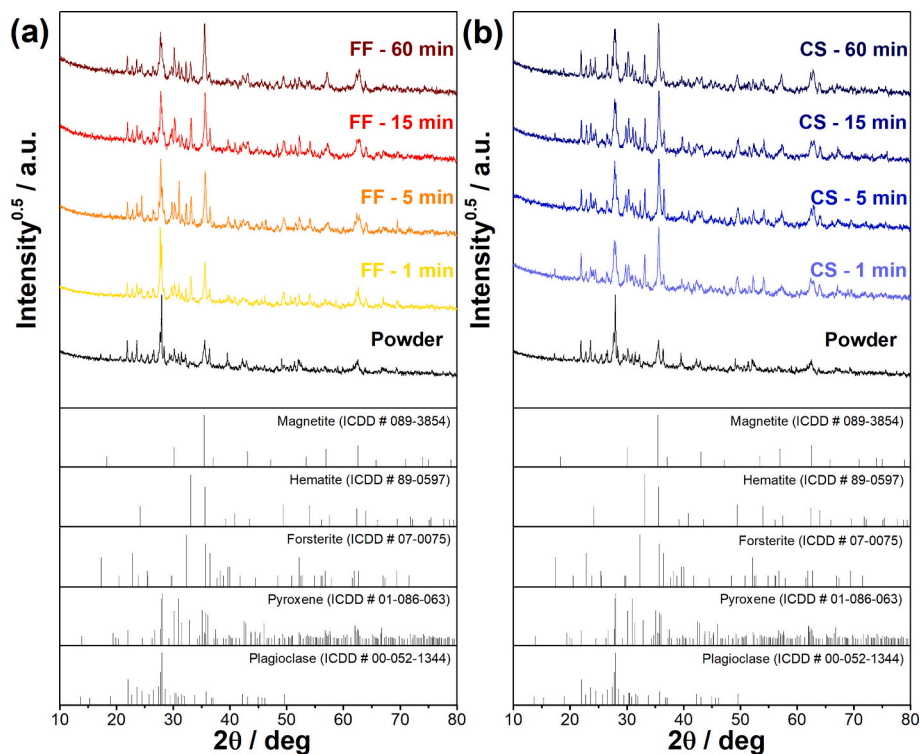 (a)
FF - 60 min
FF - 15 min
FF - 5 min
FF - 1 min
Powder
Intensity^0.5 / a.u.
Magnetite (ICDD # 089-3854)
Hematite (ICDD # 89-0597)
Forsterite (ICDD # 07-0075)
Pyroxene (ICDD # 01-086-063)
Plagioclase (ICDD # 00-052-1344)
10 20 30 40 50 60 70 80
2θ / deg
(b)
CS - 60 min
CS - 15 min
CS - 5 min
CS - 1 min
Powder
Intensity^0.5 / a.u.
Magnetite (ICDD # 089-3854)
Hematite (ICDD # 89-0597)
Forsterite (ICDD # 07-0075)
Pyroxene (ICDD # 01-086-063)
Plagioclase (ICDD # 00-052-1344)
10 20 30 40 50 60 70 80
2θ / deg